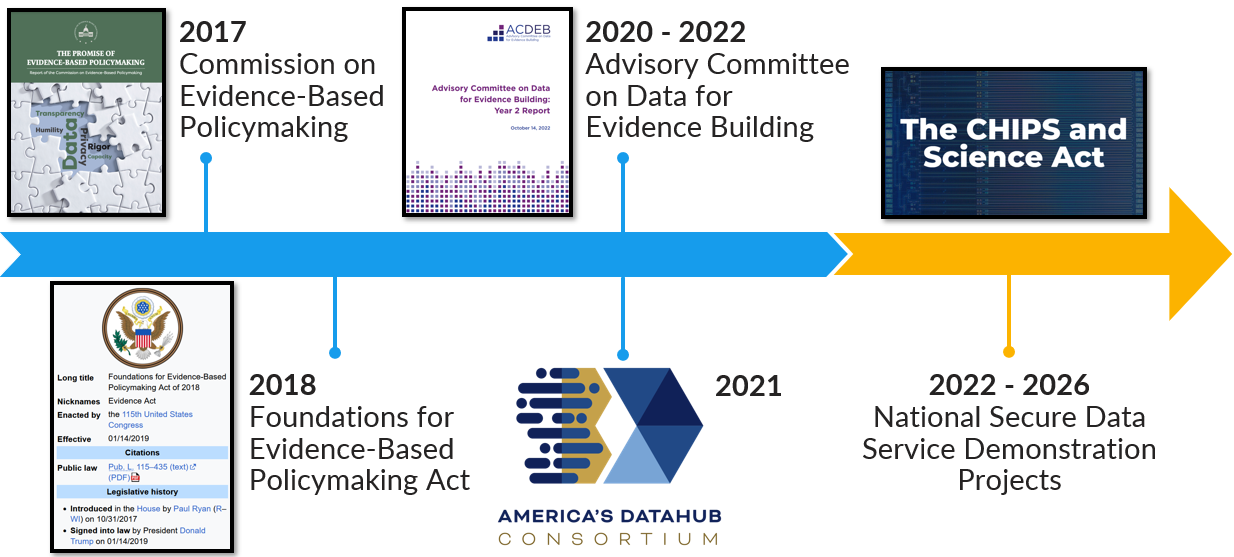 THE PROMISE OF
EVIDENCE-BASED POLICYMAKING
Report of the Commission on Evidence-Based Policymaking
Transparency
Humility
Data
Privacy
Rigor
Capacity
2017
Commission on
Evidence-Based
Policymaking
ACDEB
Advisory Committee on Data
for Evidence Building
Advisory Committee on Data
for Evidence Building:
Year 2 Report
October 14, 2022
2020 - 2022
Advisory Committee
on Data for
Evidence Building
The CHIPS and
Science Act
Long title Foundations for Evidence-Based
Policymaking Act of 2018
Nicknames Evidence Act
Enacted by the 115th United States
Congress
Effective 01/14/2019
Citations
Public law Pub. L. 115–435 (text)
(PDF)
Legislative history
• Introduced in the House by Paul Ryan (R–
WI) on 10/31/2017
• Signed into law by President Donald
Trump on 01/14/2019
2018
Foundations for
Evidence-Based
Policymaking Act
2021
AMERICA'S DATAHUB
CONSORTIUM
2022 - 2026
National Secure Data
Service Demonstration
Projects